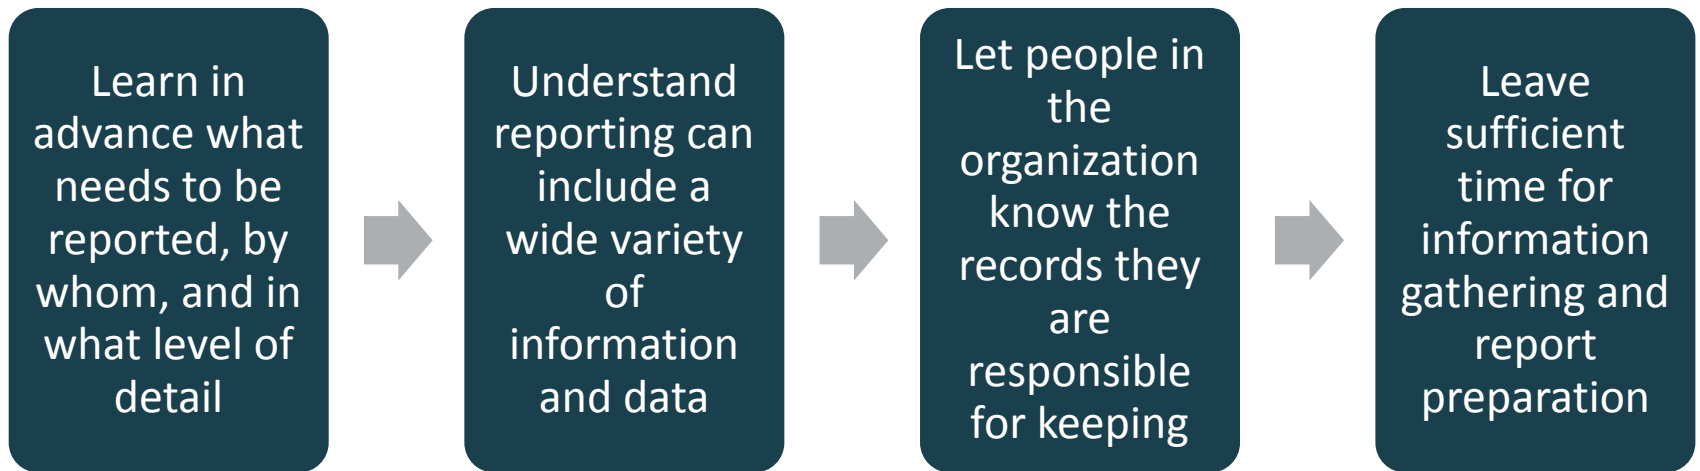 Learn in
advance what
needs to be
reported, by
whom, and in
what level of
detail
Understand
reporting can
include a
wide variety
of
information
and data
Let people in
the
organization
know the
records they
are
responsible
for keeping
Leave
sufficient
time for
information
gathering and
report
preparation